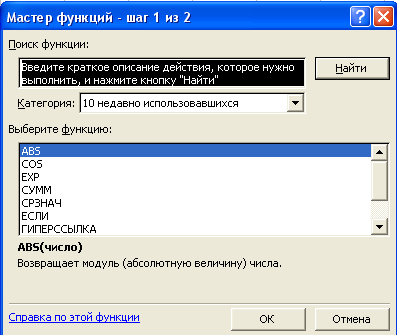 Мастер функций - шаг 1 из 2
Поиск функции:
Введите краткое описание действия, которое нужно
выполнить, и нажмите кнопку "Найти"
Найти
Категория: 10 недавно использовавшихся
Выберите функцию:
ABS
COS
EXP
СУММ
СРЗНАЧ
ЕСЛИ
ГИПЕРССЫЛКА
ABS(число)
Возвращает модуль (абсолютную величину) числа.
Справка по этой функции
ОК
Отмена